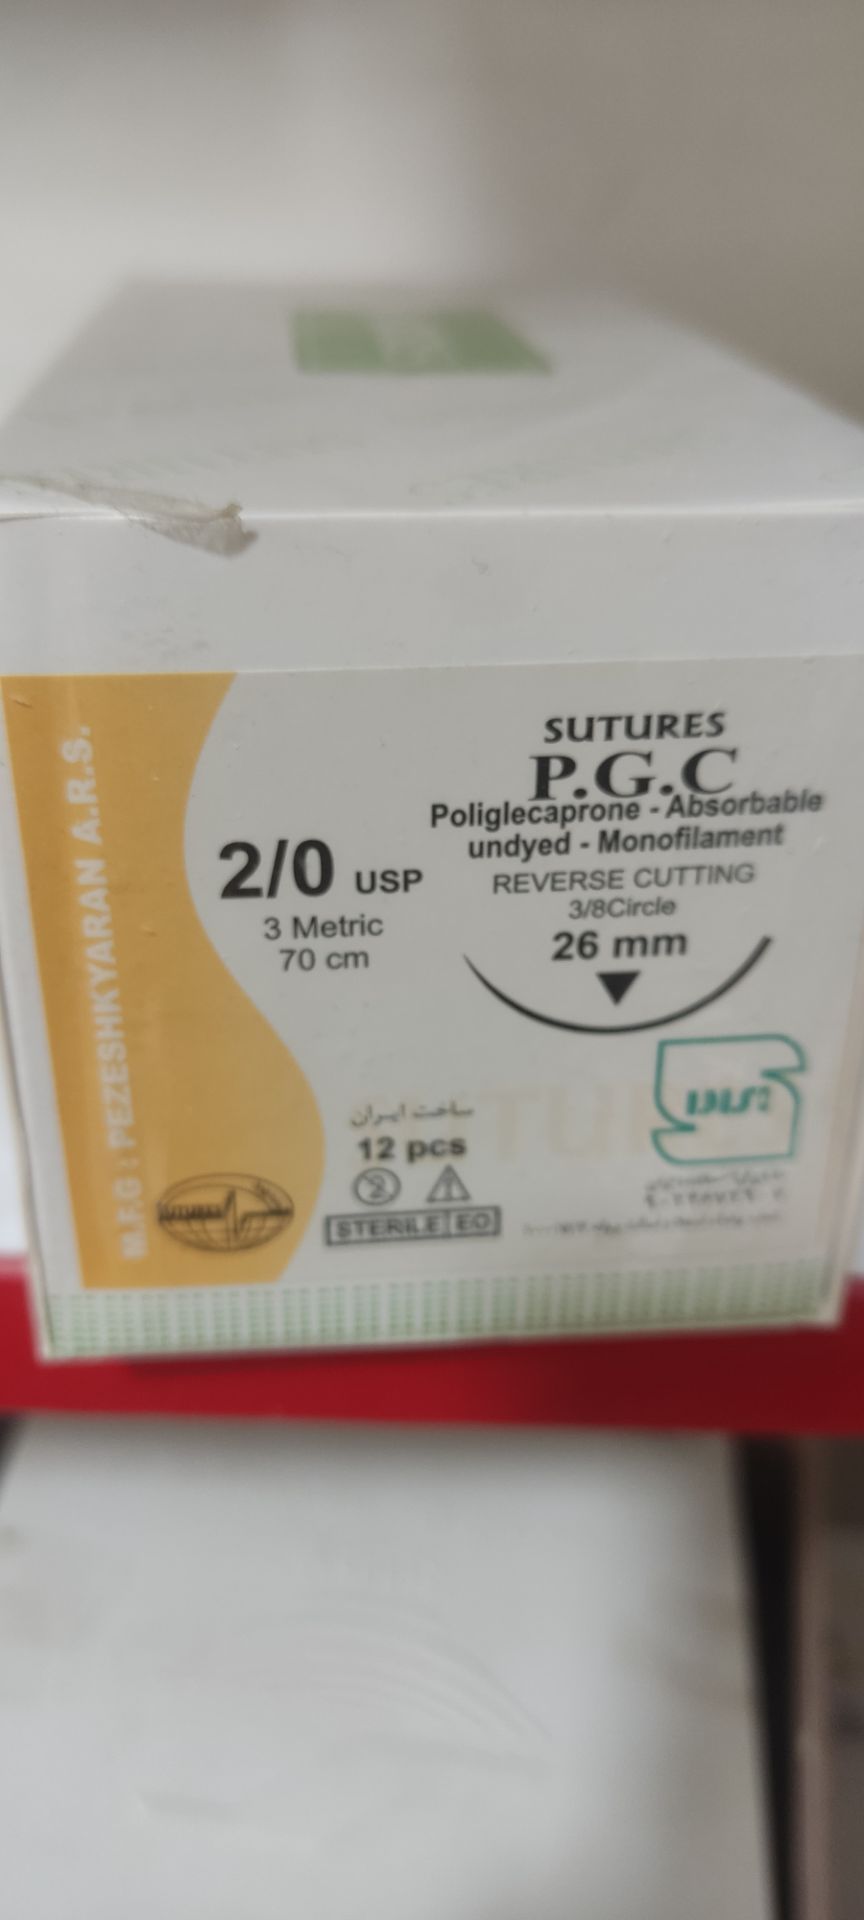 SUTURES
P.G.C
Poliglecaprone - Absorbable
undyed - Monofilament
REVERSE CUTTING
3/8Circle
26 mm
2/0 USP
3 Metric
70 cm
M.F.G : PEZESHKYARAN A.R.S.
ساخت ایران
12 pcs
2
STERILE EO